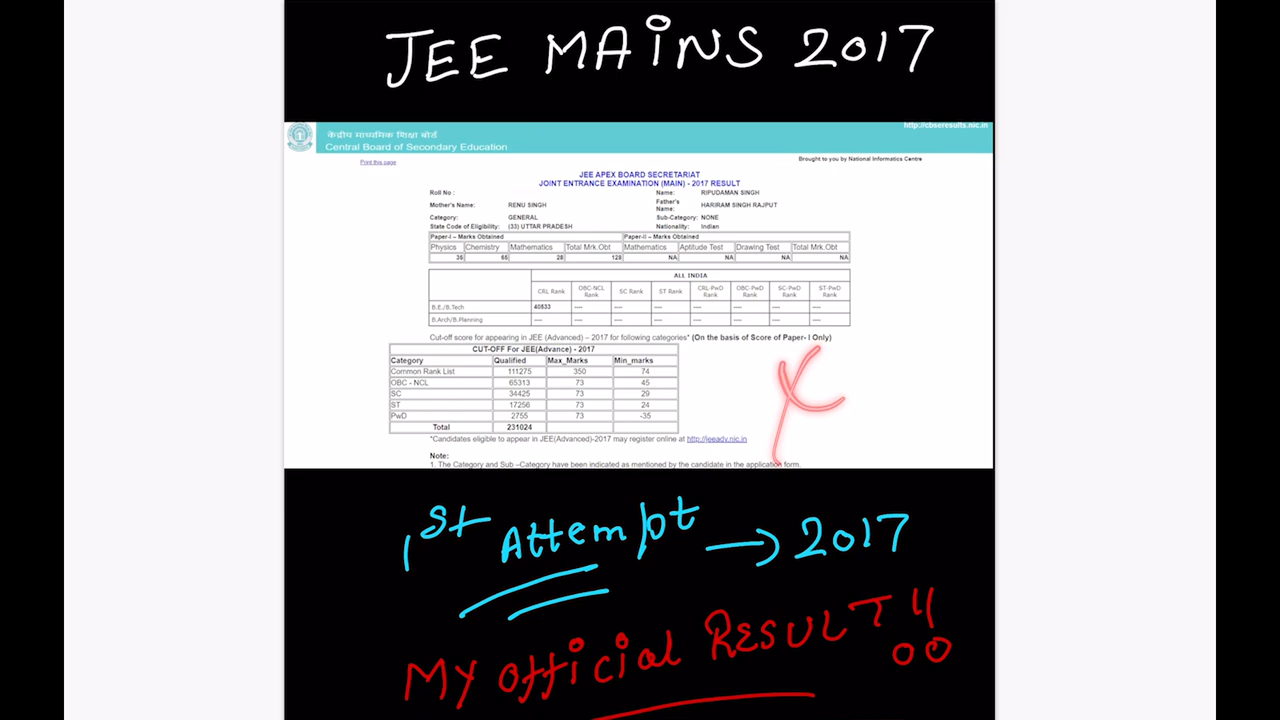 JEE MAiNS 2017
http://cbseresults.nic.in
केंद्रीय माध्यमिक शिक्षा बोर्ड
Central Board of Secondary Education
Print this page
Brought to you by National Informatics Centre
JEE APEX BOARD SECRETARIAT
JOINT ENTRANCE EXAMINATION (MAIN) - 2017 RESULT
Roll No : Name: RIPUDAMAN SINGH
Mother's Name: RENU SINGH Father's Name: HARIRAM SINGH RAJPUT
Category: GENERAL Sub-Category: NONE
State Code of Eligibility: (33) UTTAR PRADESH Nationality: Indian
Paper-I – Marks Obtained Paper-II – Marks Obtained
Physics Chemistry Mathematics Total Mrk.Obt Mathematics Aptitude Test Drawing Test Total Mrk.Obt
35 65 28 128 NA NA NA NA
ALL INDIA
CRL Rank OBC-NCL Rank SC Rank ST Rank CRL-PwD Rank OBC-PwD Rank SC-PwD Rank ST-PwD Rank
B.E./B.Tech 40533 ---- ---- ---- ---- ---- ---- ----
B.Arch/B.Planning ---- ---- ---- ---- ---- ---- ---- ----
Cut-off score for appearing in JEE (Advanced) – 2017 for following categories* (On the basis of Score of Paper- I Only)
CUT-OFF For JEE(Advance) - 2017
Category Qualified Max_Marks Min_marks
Common Rank List 111275 350 74
OBC - NCL 65313 73 45
SC 34425 73 29
ST 17256 73 24
PwD 2755 73 -35
Total 231024
*Candidates eligible to appear in JEE(Advanced)-2017 may register online at http://jeeadv.nic.in
Note:
1. The Category and Sub –Category have been indicated as mentioned by the candidate in the application form.
1st Attempt → 2017
My official RESULT !!